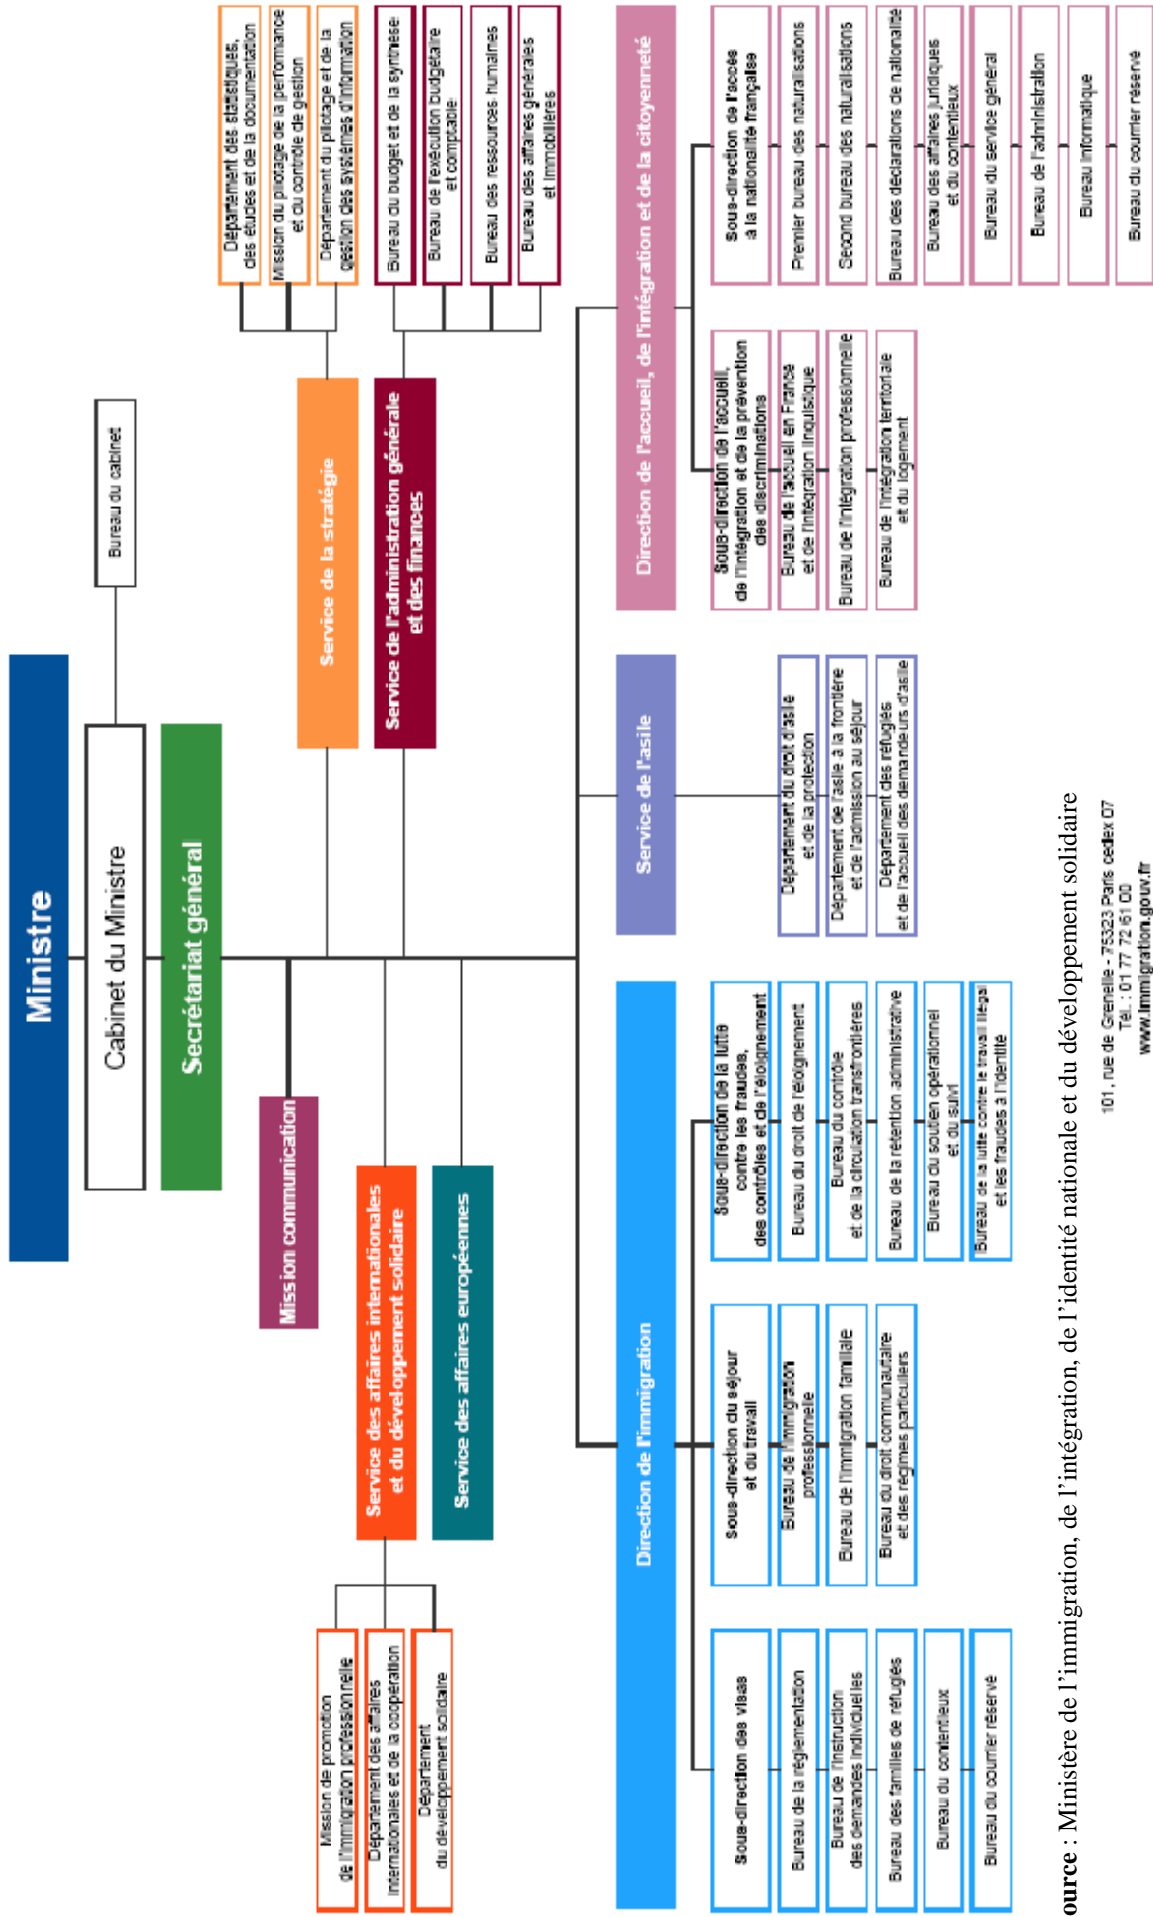 Ministre
Cabinet du Ministre
Bureau du cabinet
Secrétariat général
Mission communication
Service de la stratégie
Département des statistiques,
des études et de la documentation
Mission du pilotage de la performance
et du contrôle de gestion
Département du pilotage et de la
gestion des systèmes d'information
Service des affaires internationales
et du développement solidaire
Mission de promotion
de l'immigration professionnelle
Département des affaires
internationales et de la coopération
Département
du développement solidaire
Service de l'administration générale
et des finances
Bureau du budget et de la synthèse
Bureau de l'exécution budgétaire
et comptable
Bureau des ressources humaines
Bureau des affaires générales
et immobilières
Service des affaires européennes
Direction de l'immigration
Sous-direction des visas
Bureau de la réglementation
Bureau de l'instruction
des demandes individuelles
Bureau des familles de réfugiés
Bureau du contentieux
Bureau du courrier réservé
Sous-direction du séjour
et du travail
Bureau de l'immigration
professionnelle
Bureau de l'immigration familiale
Bureau du droit communautaire
et des régimes particuliers
Sous-direction de la lutte
contre les fraudes,
des contrôles et de l'éloignement
Bureau du droit de l'éloignement
Bureau du contrôle
et de la circulation transfrontières
Bureau de la rétention administrative
Bureau du soutien opérationnel
et du suivi
Bureau de la lutte contre le travail illégal
et les fraudes à l'identité
Service de l'asile
Département du droit d'asile
et de la protection
Département de l'asile à la frontière
et de l'admission au séjour
Département des réfugiés
et de l'accueil des demandeurs d'asile
Direction de l'accueil, de l'intégration et de la citoyenneté
Sous-direction de l'accueil,
de l'intégration et de la prévention
des discriminations
Bureau de l'accueil en France
et de l'intégration linguistique
Bureau de l'intégration professionnelle
Bureau de l'intégration territoriale
et du logement
Sous-direction de l'accès
à la nationalité française
Premier bureau des naturalisations
Second bureau des naturalisations
Bureau des déclarations de nationalité
Bureau des affaires juridiques
et du contentieux
Bureau du service général
Bureau de l'administration
Bureau informatique
Bureau du courrier réservé
ource : Ministère de l'immigration, de l'intégration, de l'identité nationale et du développement solidaire
101, rue de Grenelle - 75323 Paris cedex 07
Tél. : 01 77 72 61 00
www.immigration.gouv.fr